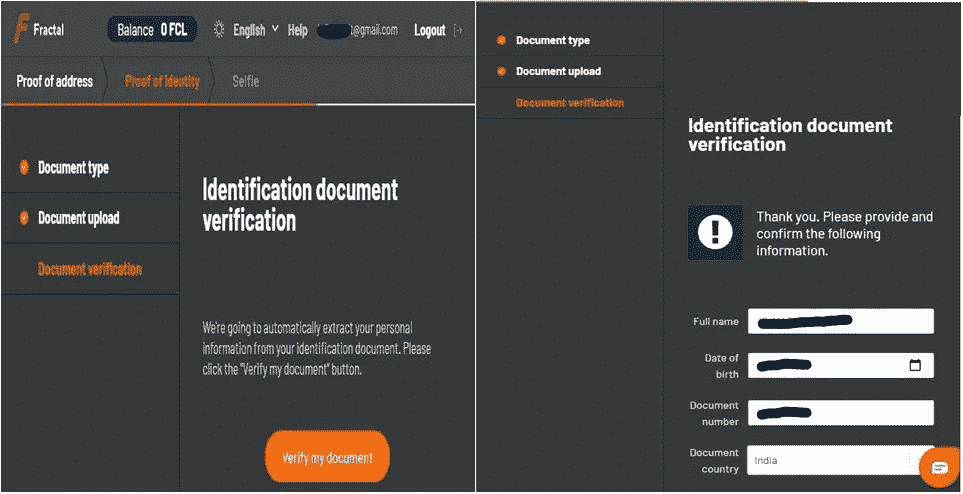 Fractal
Balance 0 FCL
English
Help
@gmail.com
Logout
Proof of address
Proof of identity
Selfie
Document type
Document upload
Document verification
Identification document
verification
We're going to automatically extract your personal
information from your identification document. Please
click the "Verify my document" button.
Verify my document
Document type
Document upload
Document verification
Identification document
verification
Thank you. Please provide and
confirm the following
information.
Full name
Date of
birth
Document
number
Document
country
India